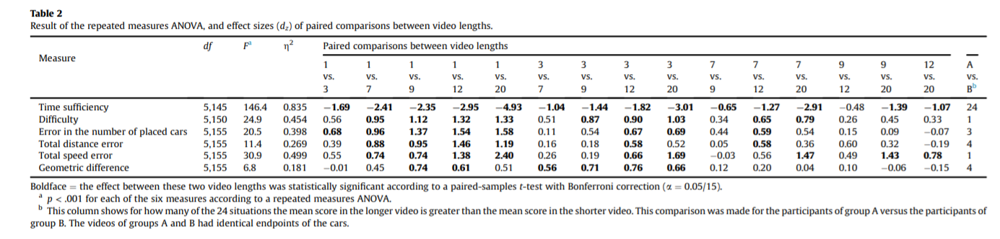 Table 2
Result of the repeated measures ANOVA, and effect sizes (dz) of paired comparisons between video lengths.
Measure df Fᵃ η² Paired comparisons between video lengths
1 1 1 1 1 3 3 3 3 7 7 7 9 9 12 A
vs. vs. vs. vs. vs. vs. vs. vs. vs. vs. vs. vs. vs. vs. vs. vs.
3 7 9 12 20 7 9 12 20 9 12 20 12 20 20 Bᵇ
Time sufficiency 5,145 146.4 0.835 −1.69 −2.41 −2.35 −2.95 −4.93 −1.04 −1.44 −1.82 −3.01 −0.65 −1.27 −2.91 −0.48 −1.39 −1.07 24
Difficulty 5,150 24.9 0.454 0.56 0.95 1.12 1.32 1.33 0.51 0.87 0.90 1.03 0.34 0.65 0.79 0.26 0.45 0.33 1
Error in the number of placed cars 5,155 20.5 0.398 0.68 0.96 1.37 1.54 1.58 0.11 0.54 0.67 0.69 0.44 0.59 0.54 0.15 0.09 −0.07 3
Total distance error 5,155 11.4 0.269 0.39 0.88 0.95 1.46 1.19 0.16 0.18 0.58 0.52 0.05 0.58 0.36 0.60 0.32 −0.19 4
Total speed error 5,155 30.9 0.499 0.55 0.74 0.74 1.38 2.40 0.26 0.19 0.66 1.69 −0.03 0.56 1.47 0.49 1.43 0.78 1
Geometric difference 5,155 6.8 0.181 −0.01 0.45 0.74 0.61 0.51 0.56 0.71 0.76 0.66 0.12 0.20 0.04 0.10 −0.06 −0.15 4
Boldface = the effect between these two video lengths was statistically significant according to a paired-samples t-test with Bonferroni correction (α = 0.05/15).
ᵃ p < .001 for each of the six measures according to a repeated measures ANOVA.
ᵇ This column shows for how many of the 24 situations the mean score in the longer video is greater than the mean score in the shorter video. This comparison was made for the participants of group A versus the participants of
group B. The videos of groups A and B had identical endpoints of the cars.